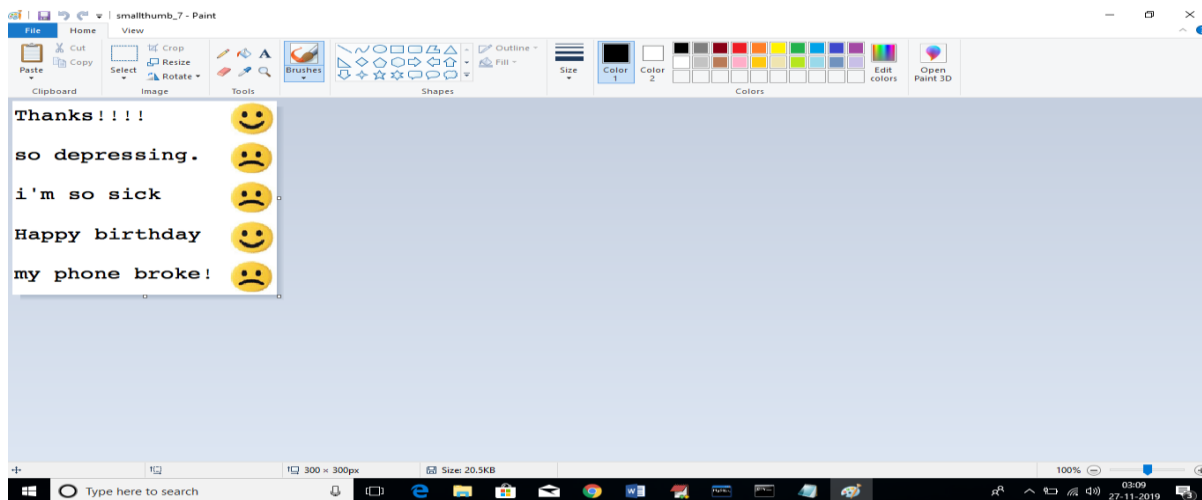 smallthumb_7 - Paint
File Home View
Paste
Cut
Copy
Clipboard
Select
Crop
Resize
Rotate
Image
A
Tools
Brushes
Outline
Fill
Shapes
Size
Color 1
Color 2
Colors
Edit colors
Open Paint 3D
Thanks!!!!
so depressing.
i'm so sick
Happy birthday
my phone broke!
300 × 300px
Size: 20.5KB
100%
Type here to search
03:09
27-11-2019